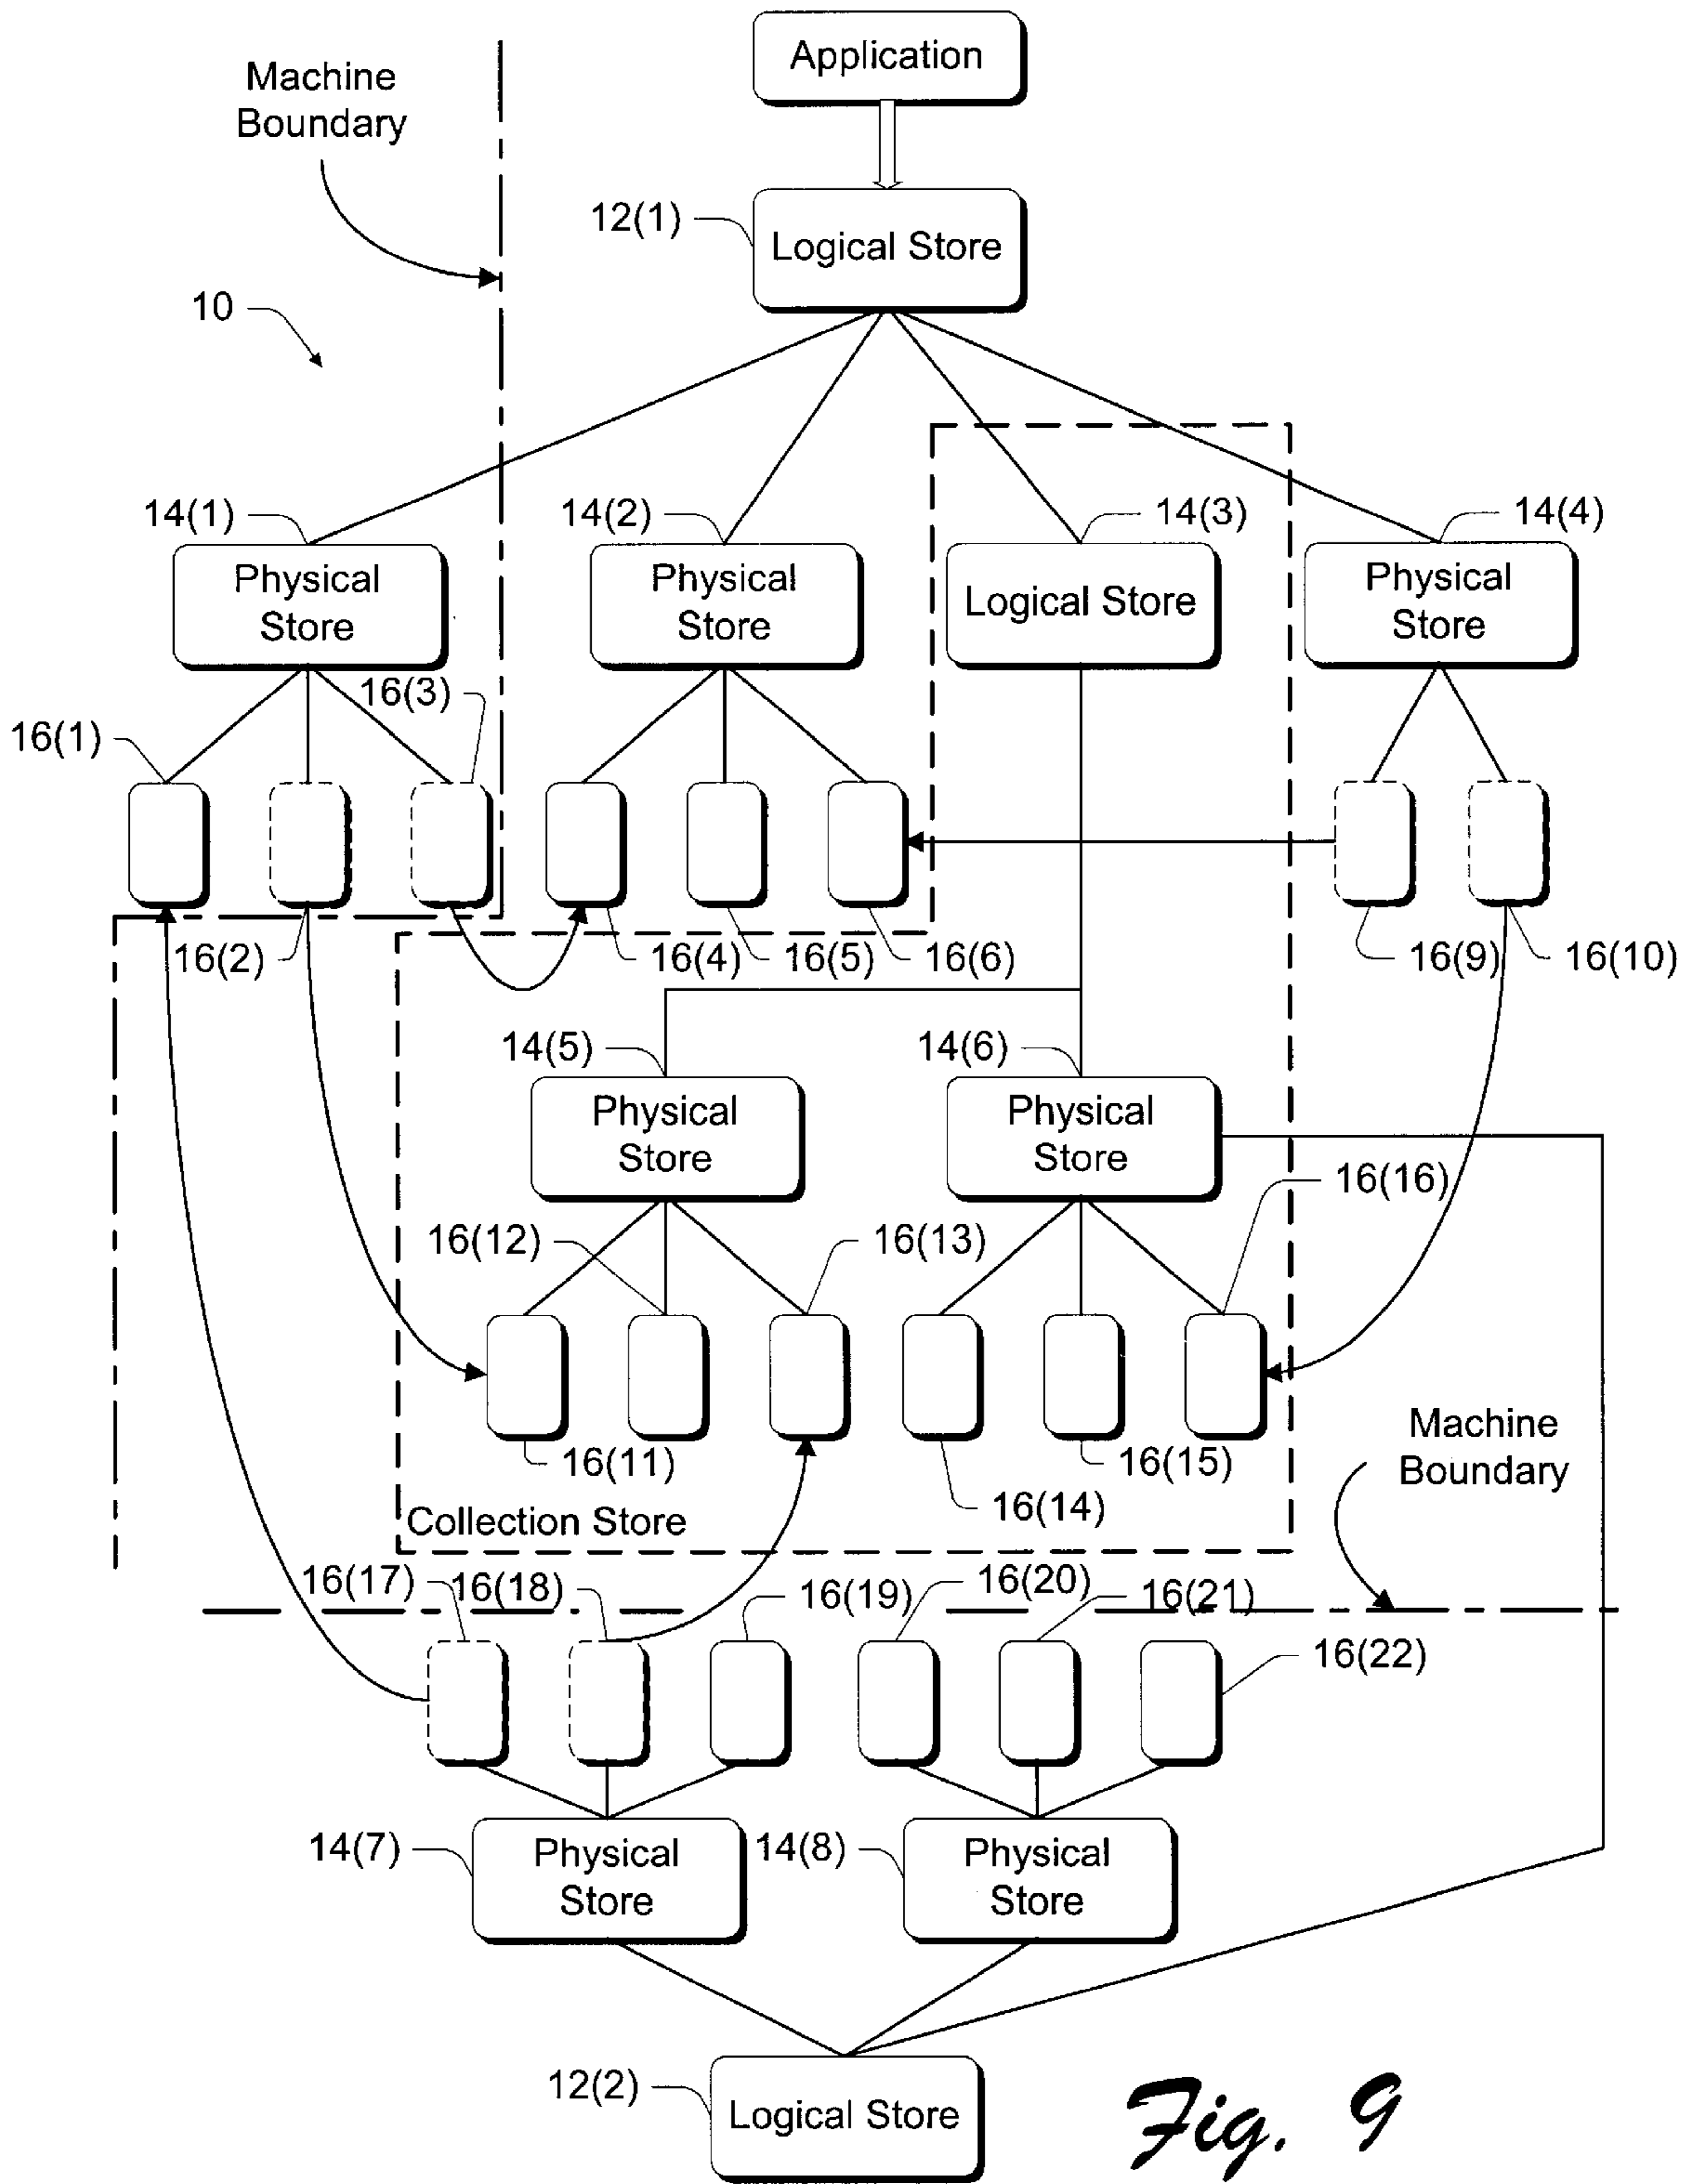 Application
Machine
Boundary
12(1)
Logical Store
10
14(1)
14(2)
14(3)
14(4)
Physical
Store
Physical
Store
Logical Store
Physical
Store
16(3)
16(1)
16(2)
16(4)
16(5)
16(6)
16(9)
16(10)
14(5)
14(6)
Physical
Store
Physical
Store
16(16)
16(12)
16(13)
Machine
Boundary
16(11)
16(15)
16(14)
Collection Store
16(17)
16(18)
16(19)
16(20)
16(21)
16(22)
14(7)
Physical
Store
14(8)
Physical
Store
12(2)
Logical Store
Fig. 9